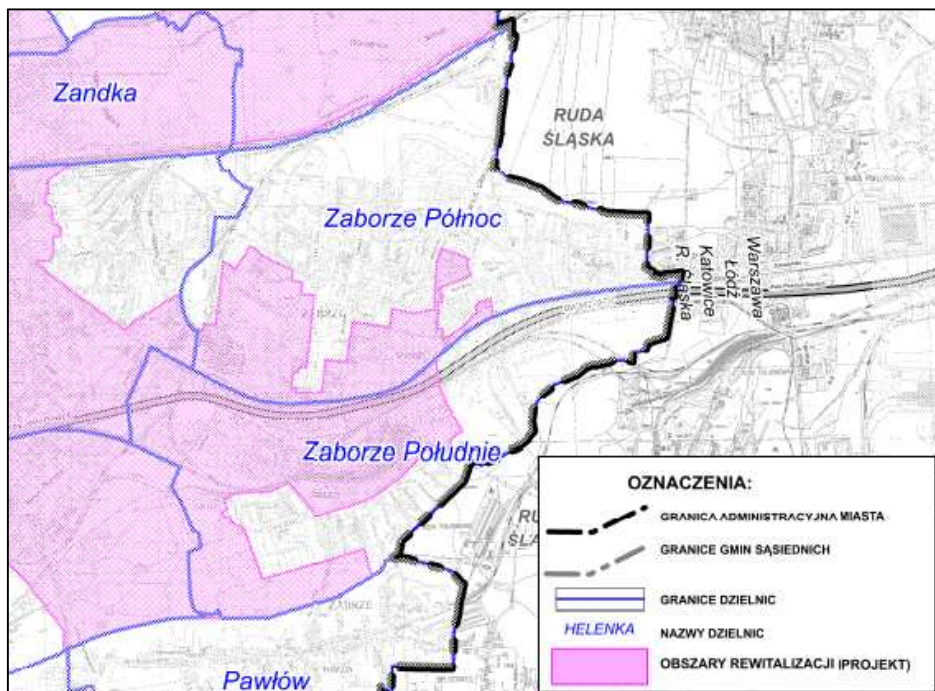 Zandka
RUDA
ŚLĄSKA
Zaborze Północ
R. Śląska
Katowice
Łódź
Warszawa
Zaborze Południe
ZABRZE
Pawłów
OZNACZENIA:
GRANICA ADMINISTRACYJNA MIASTA
GRANICE GMIN SĄSIEDNICH
GRANICE DZIELNIC
HELENKA
NAZWY DZIELNIC
OBSZARY REWITALIZACJI (PROJEKT)